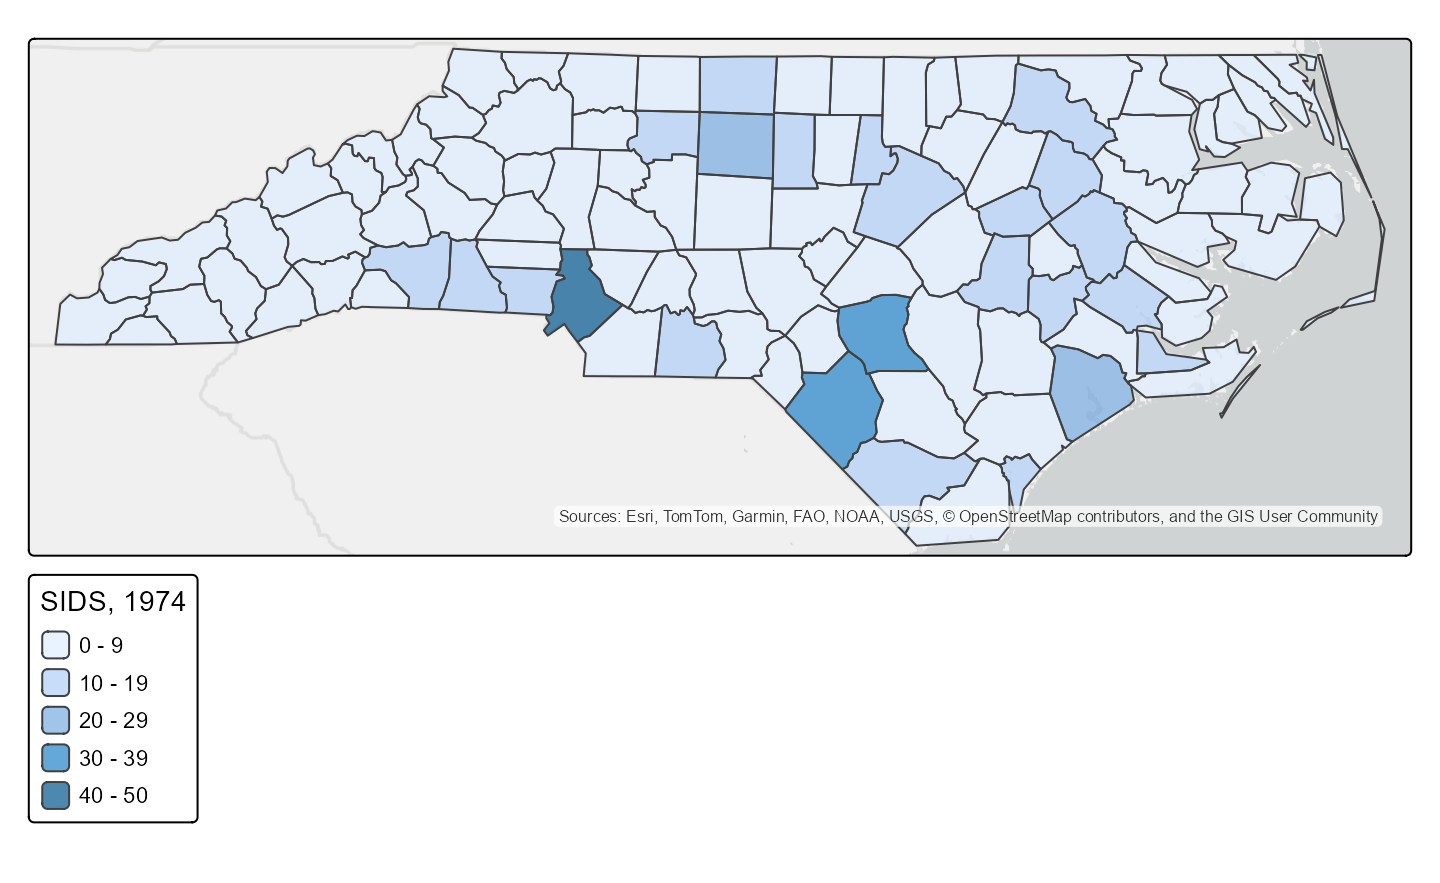 Sources: Esri, TomTom, Garmin, FAO, NOAA, USGS, © OpenStreetMap contributors, and the GIS User Community
SIDS, 1974
0 - 9
10 - 19
20 - 29
30 - 39
40 - 50